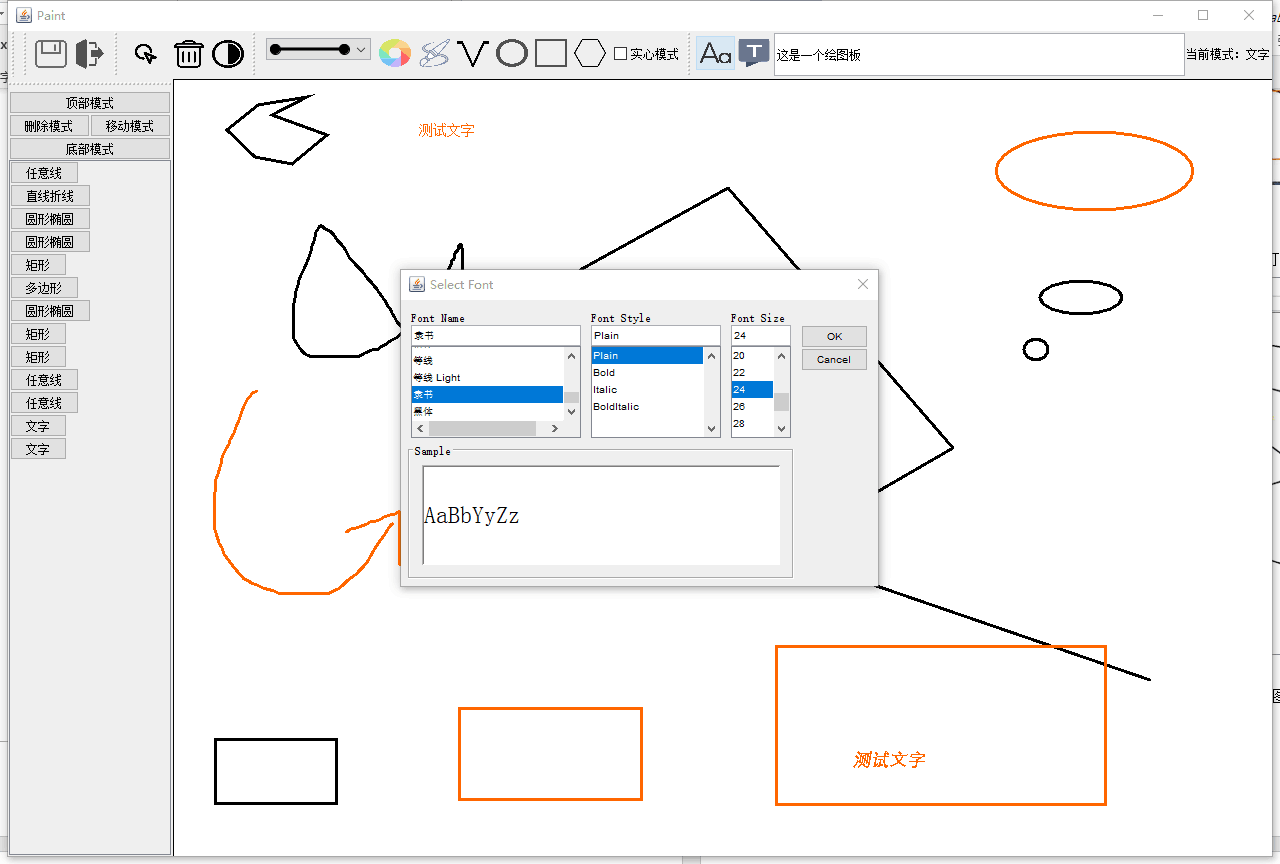 Paint
实心模式
Aa
T
这是一个绘图板
当前模式：文字
顶部模式
删除模式 移动模式
底部模式
任意线
直线折线
圆形椭圆
圆形椭圆
矩形
多边形
圆形椭圆
矩形
矩形
任意线
任意线
文字
文字
测试文字
Select Font
Font Name Font Style Font Size
隶书 Plain 24
OK
Cancel
等线
等线 Light
隶书
黑体
Plain
Bold
Italic
BoldItalic
20
22
24
26
28
Sample
AaBbYyZz
测试文字